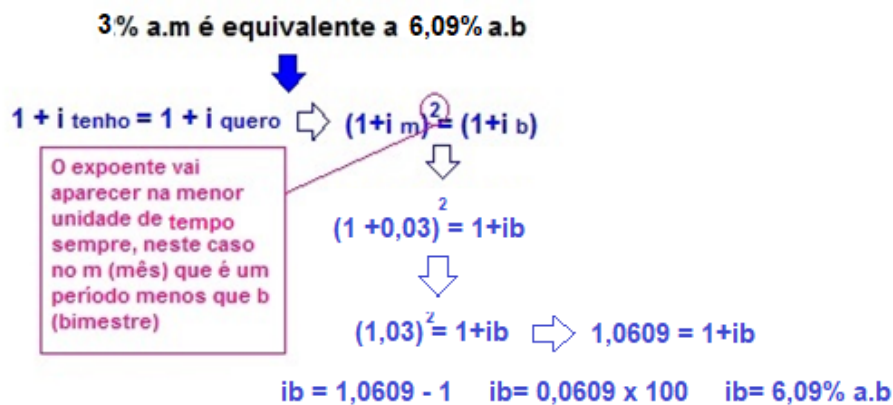 3% a.m é equivalente a 6,09% a.b
1 + i tenho = 1 + i quero
(1+i m)² = (1+i b)
O expoente vai
aparecer na menor
unidade de tempo
sempre, neste caso
no m (mês) que é um
período menos que b
(bimestre)
(1 +0,03)² = 1+ib
(1,03)² = 1+ib
1,0609 = 1+ib
ib = 1,0609 - 1 ib= 0,0609 x 100 ib= 6,09% a.b